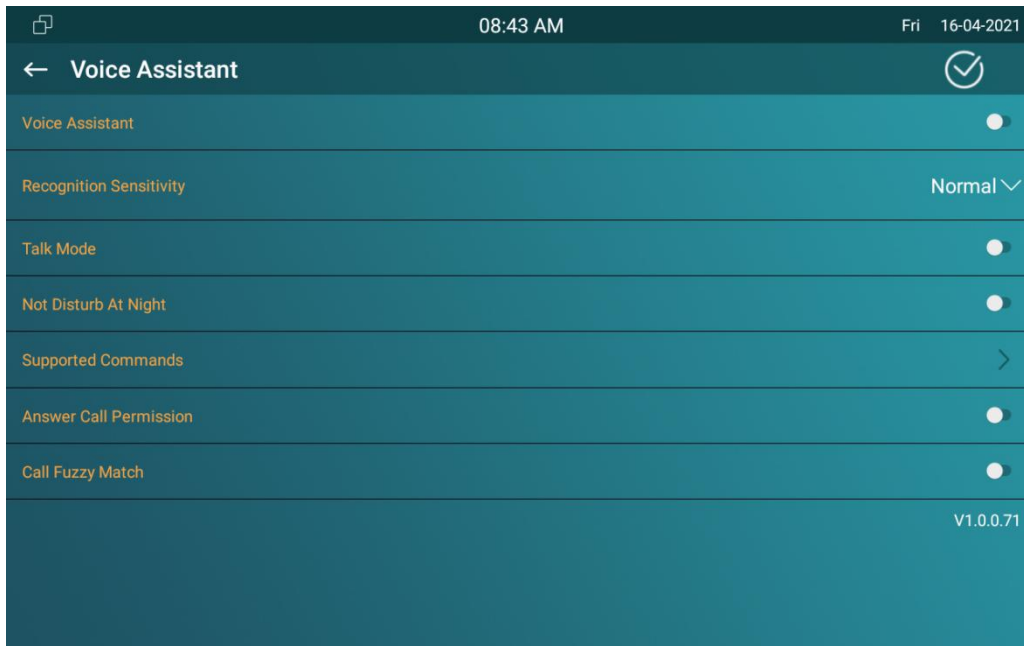 08:43 AM
Fri 16-04-2021
Voice Assistant
Voice Assistant
Recognition Sensitivity
Normal
Talk Mode
Not Disturb At Night
Supported Commands
Answer Call Permission
Call Fuzzy Match
V1.0.0.71